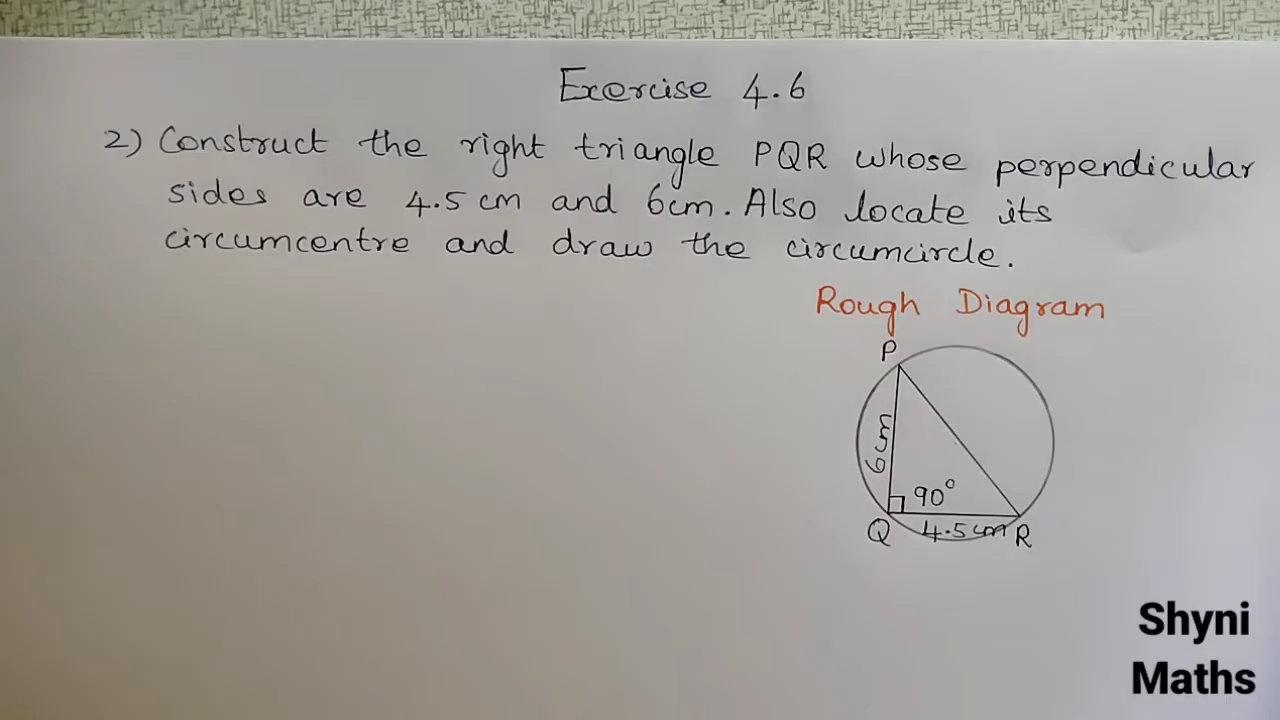 Exercise 4.6
2) Construct the right triangle PQR whose perpendicular
sides are 4.5 cm and 6cm. Also locate its
circumcentre and draw the circumcircle.
Rough Diagram
P
6cm
90°
Q 4.5cm R
Shyni
Maths